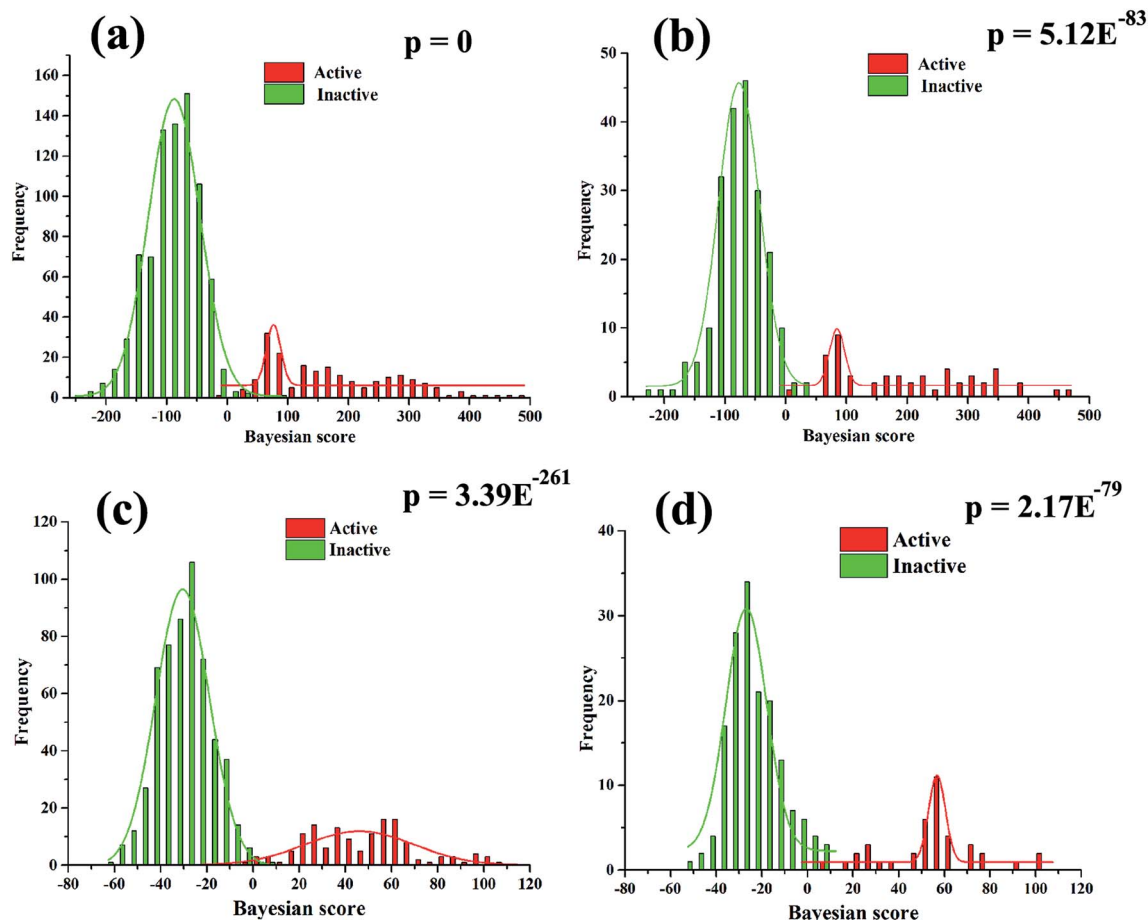 (a)
p = 0
Active
Inactive
160
140
120
100
80
60
40
20
0
Frequency
-200 -100 0 100 200 300 400 500
Bayesian score
(b)
p = 5.12E-83
Active
Inactive
50
40
30
20
10
0
Frequency
-200 -100 0 100 200 300 400 500
Bayesian score
(c)
p = 3.39E-261
Active
Inactive
120
100
80
60
40
20
0
Frequency
-80 -60 -40 -20 0 20 40 60 80 100 120
Bayesian score
(d)
p = 2.17E-79
Active
Inactive
40
30
20
10
0
Frequency
-80 -60 -40 -20 0 20 40 60 80 100 120
Bayesian score